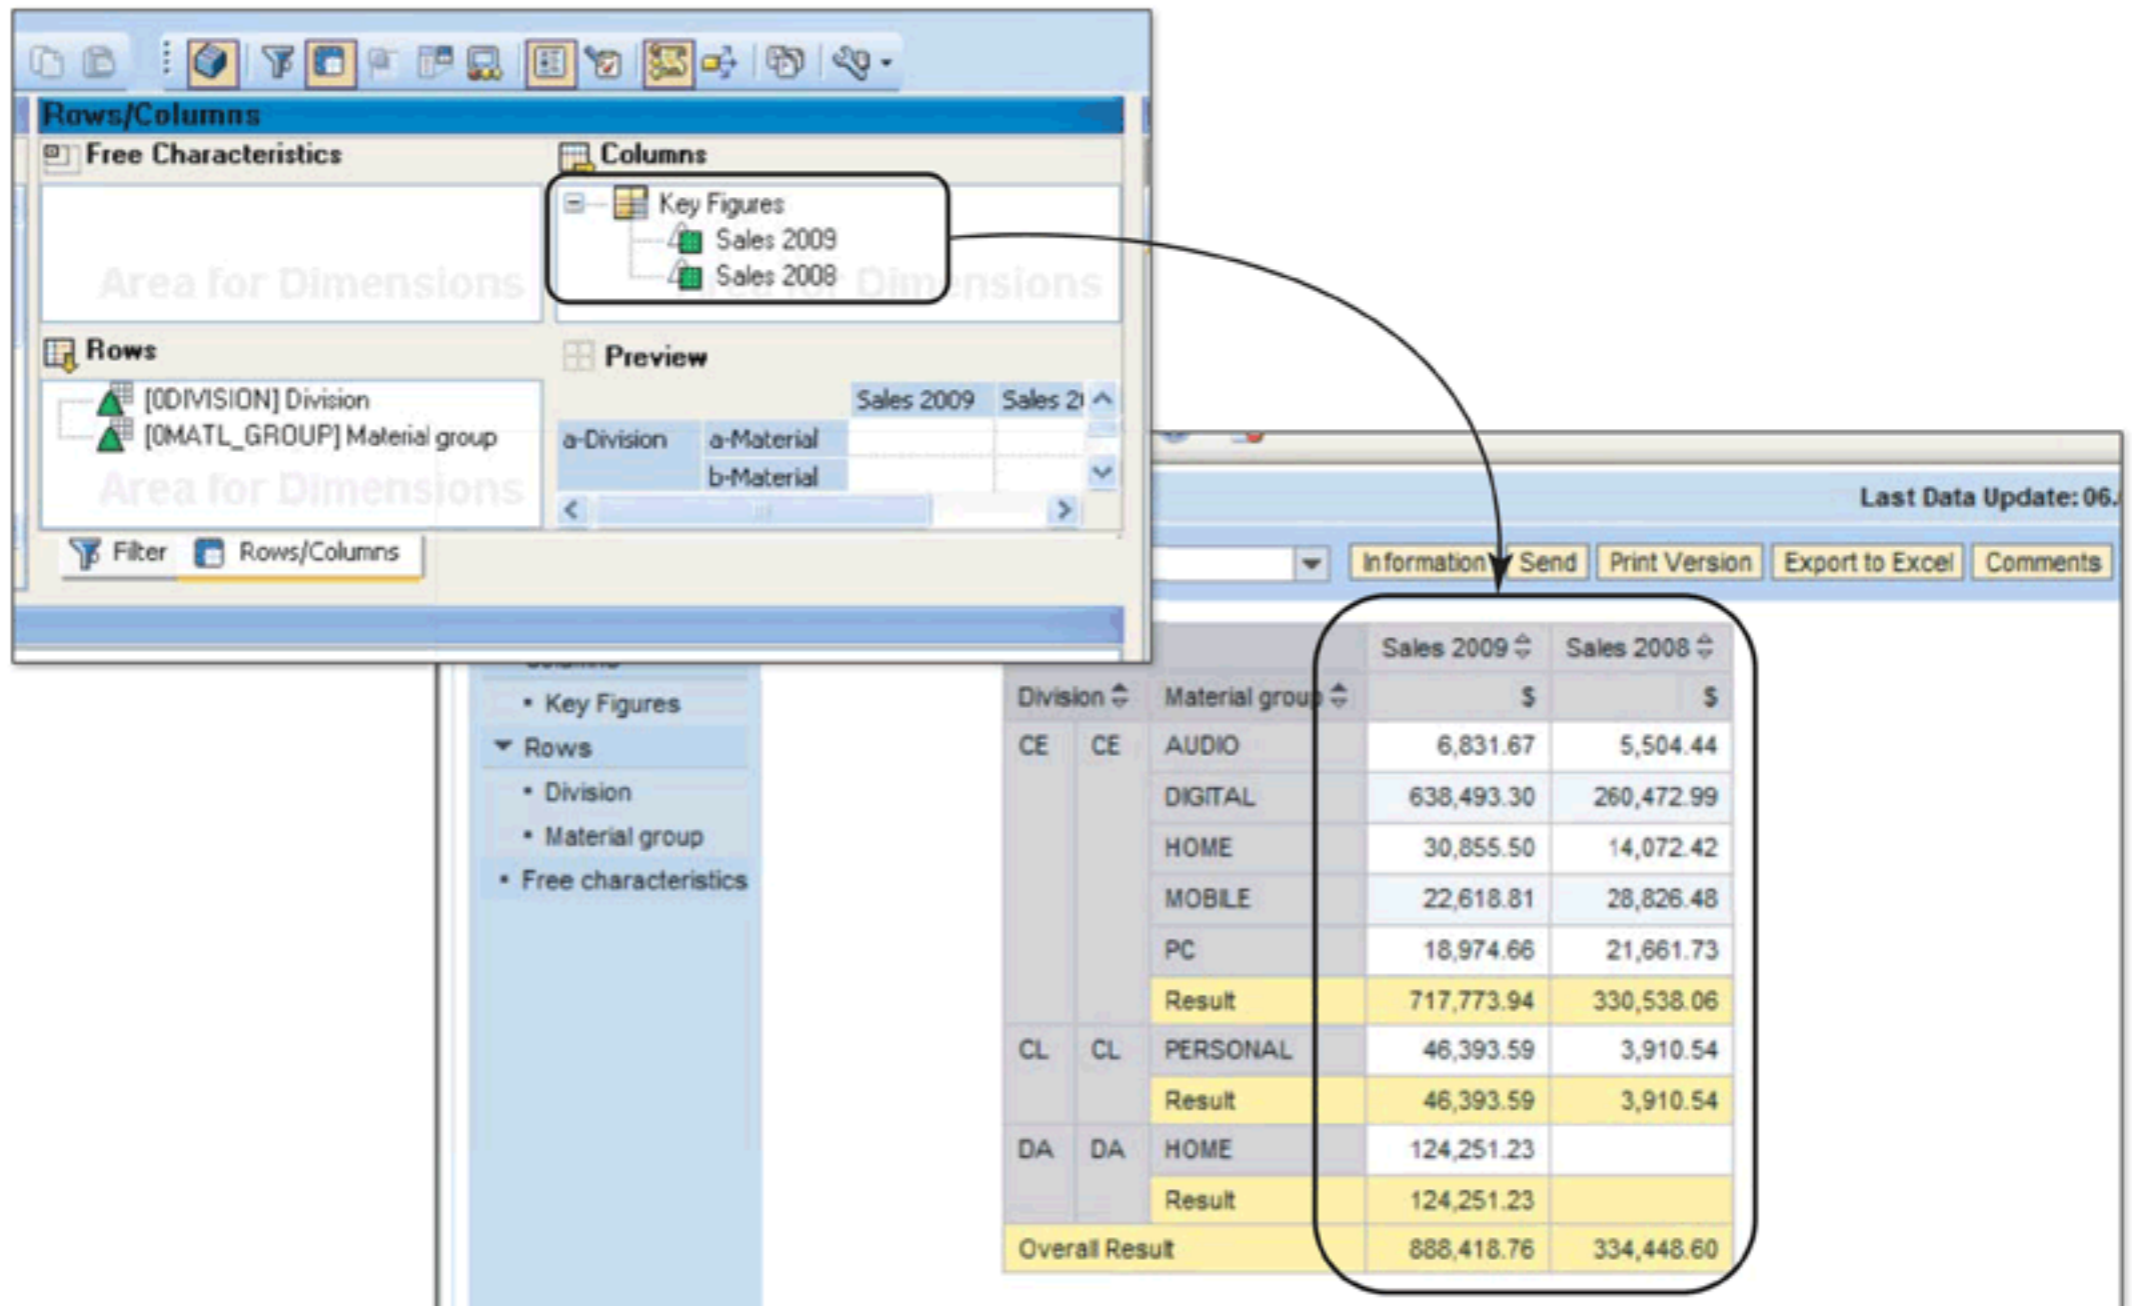 Rows/Columns
Free Characteristics
Columns
Key Figures
Sales 2009
Sales 2008
Area for Dimensions
Area for Dimensions
Rows
Preview
[0DIVISION] Division
[0MATL_GROUP] Material group
Area for Dimensions
Sales 2009 Sales 2
a-Division a-Material
b-Material
Filter Rows/Columns
Last Data Update: 06.
Information Send Print Version Export to Excel Comments
Columns
Key Figures
Rows
Division
Material group
Free characteristics
Sales 2009 Sales 2008
Division Material group $ $
CE CE AUDIO 6,831.67 5,504.44
DIGITAL 638,493.30 260,472.99
HOME 30,855.50 14,072.42
MOBILE 22,618.81 28,826.48
PC 18,974.66 21,661.73
Result 717,773.94 330,538.06
CL CL PERSONAL 46,393.59 3,910.54
Result 46,393.59 3,910.54
DA DA HOME 124,251.23
Result 124,251.23
Overall Result 888,418.76 334,448.60